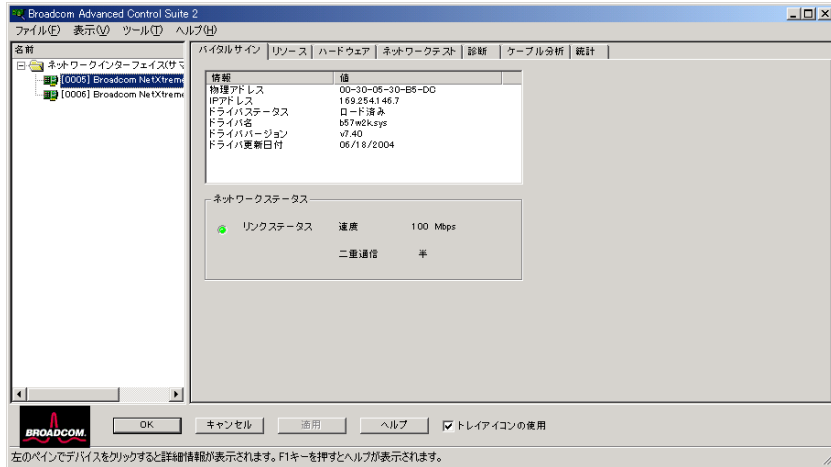 Broadcom Advanced Control Suite 2
ファイル(F) 表示(V) ツール(T) ヘルプ(H)
名前
ネットワークインターフェイス(サマ
[0005] Broadcom NetXtreme
[0006] Broadcom NetXtreme
バイタルサイン リソース ハードウェア ネットワークテスト 診断 ケーブル分析 統計
情報 値
物理アドレス 00-30-05-30-B5-DC
IPアドレス 169.254.146.7
ドライバステータス ロード済み
ドライバ名 b57w2k.sys
ドライババージョン v7.40
ドライバ更新日付 06/18/2004
ネットワークステータス
リンクステータス 速度 100 Mbps
二重通信 半
BROADCOM.
OK キャンセル 適用 ヘルプ トレイアイコンの使用
左のペインでデバイスをクリックすると詳細情報が表示されます。F1キーを押すとヘルプが表示されます。